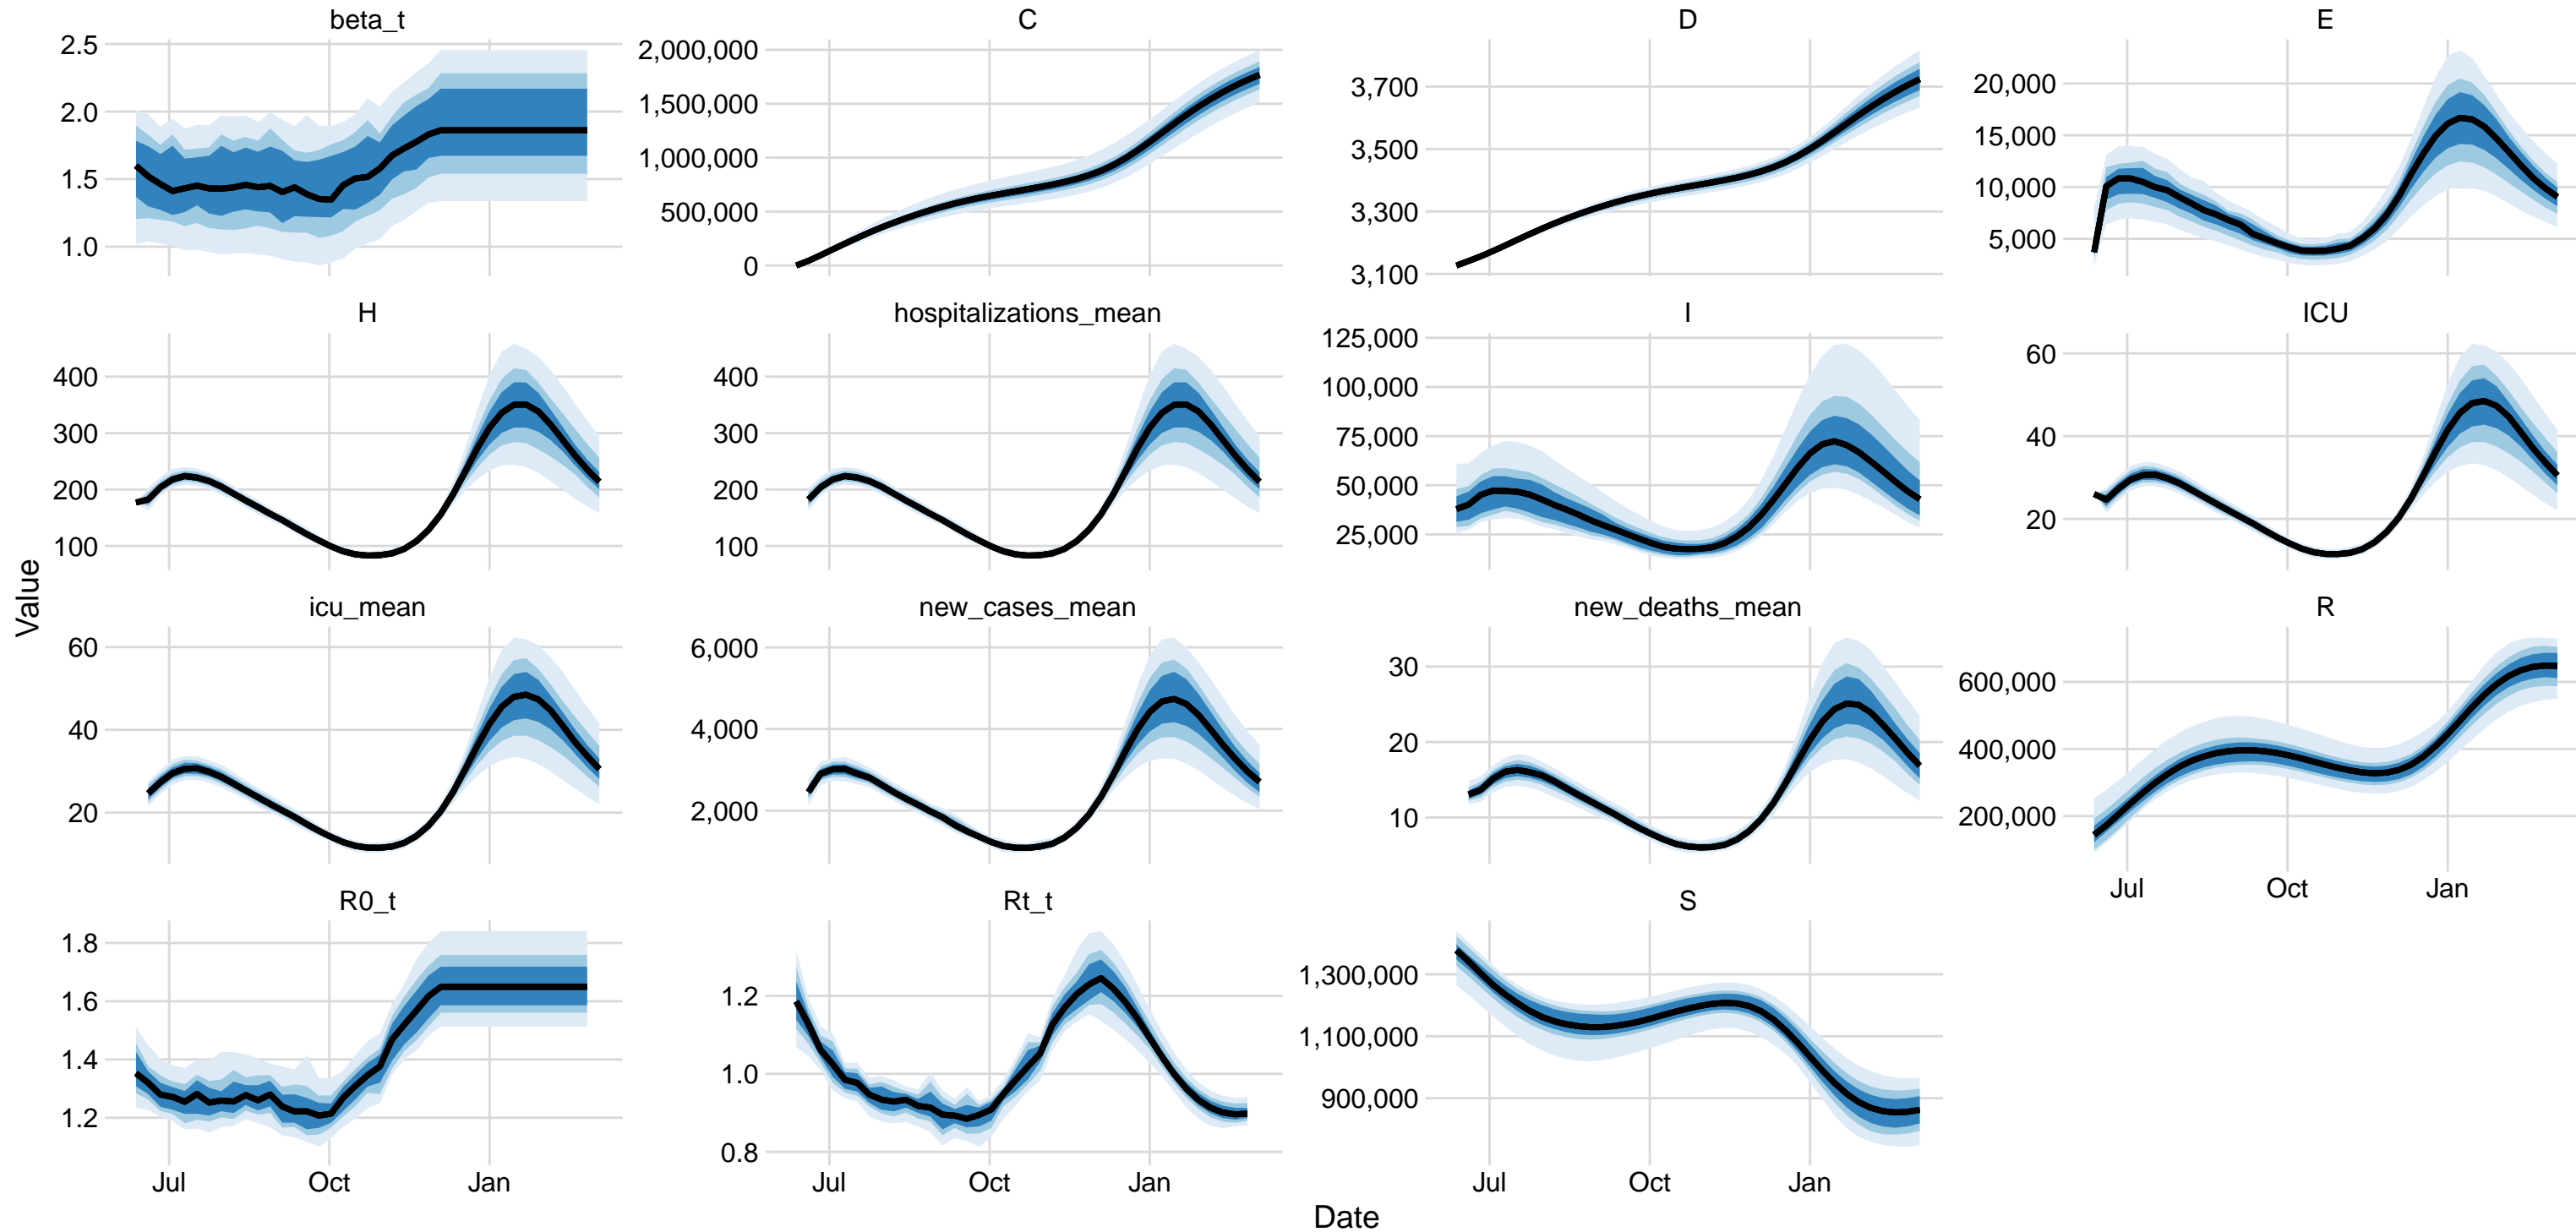 beta_t
C
D
E
2.5
2.0
1.5
1.0
2,000,000
1,500,000
1,000,000
500,000
0
3,700
3,500
3,300
3,100
20,000
15,000
10,000
5,000
H
hospitalizations_mean
I
ICU
400
300
200
100
400
300
200
100
125,000
100,000
75,000
50,000
25,000
60
40
20
icu_mean
new_cases_mean
new_deaths_mean
R
60
40
20
6,000
4,000
2,000
30
20
10
600,000
400,000
200,000
Jul Oct Jan
R0_t
Rt_t
S
1.8
1.6
1.4
1.2
1.2
1.0
0.8
1,300,000
1,100,000
900,000
Jul Oct Jan
Jul Oct Jan
Jul Oct Jan
Value
Date